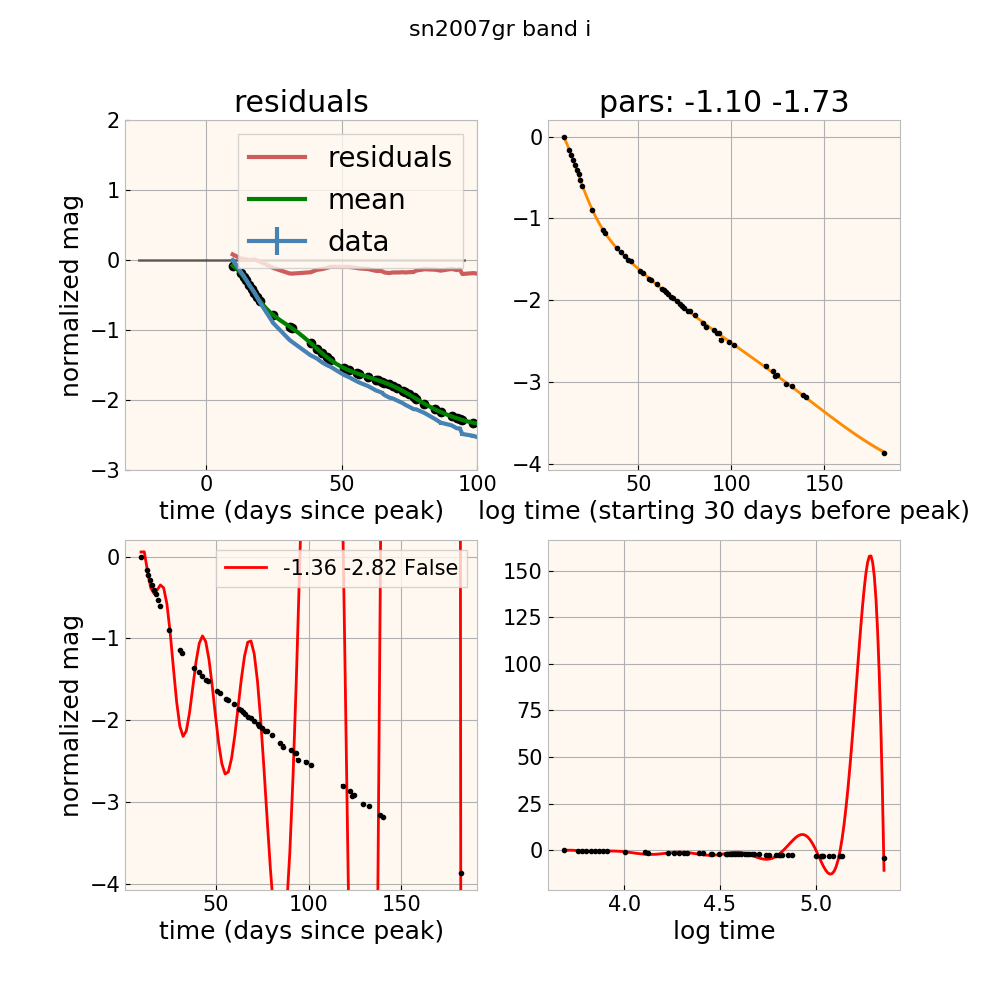 sn2007gr band i
residuals
pars: -1.10 -1.73
normalized mag
2
1
0
−1
−2
−3
residuals
mean
data
0
50
100
time (days since peak)
0
−1
−2
−3
−4
50
100
150
log time (starting 30 days before peak)
normalized mag
0
−1
−2
−3
−4
-1.36 -2.82 False
50
100
150
time (days since peak)
150
125
100
75
50
25
0
4.0
4.5
5.0
log time